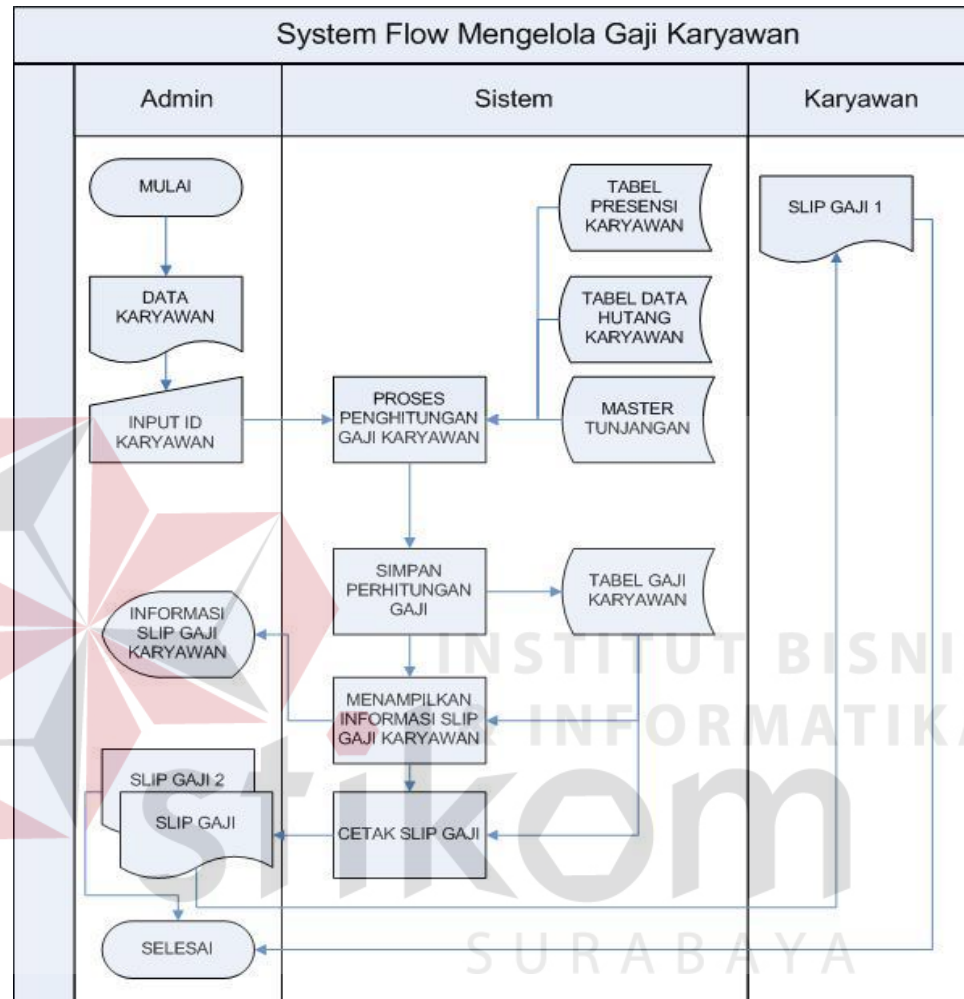 System Flow Mengelola Gaji Karyawan
Admin
Sistem
Karyawan
MULAI
TABEL
PRESENSI
KARYAWAN
SLIP GAJI 1
DATA
KARYAWAN
TABEL DATA
HUTANG
KARYAWAN
INPUT ID
KARYAWAN
PROSES
PENGHITUNGAN
GAJI KARYAWAN
MASTER
TUNJANGAN
SIMPAN
PERHITUNGAN
GAJI
TABEL GAJI
KARYAWAN
INFORMASI
SLIP GAJI
KARYAWAN
MENAMPILKAN
INFORMASI SLIP
GAJI KARYAWAN
SLIP GAJI 2
SLIP GAJI
CETAK SLIP GAJI
SELESAI
INSTITUT BISNI
& INFORMATIKA
stikom
SURABAYA